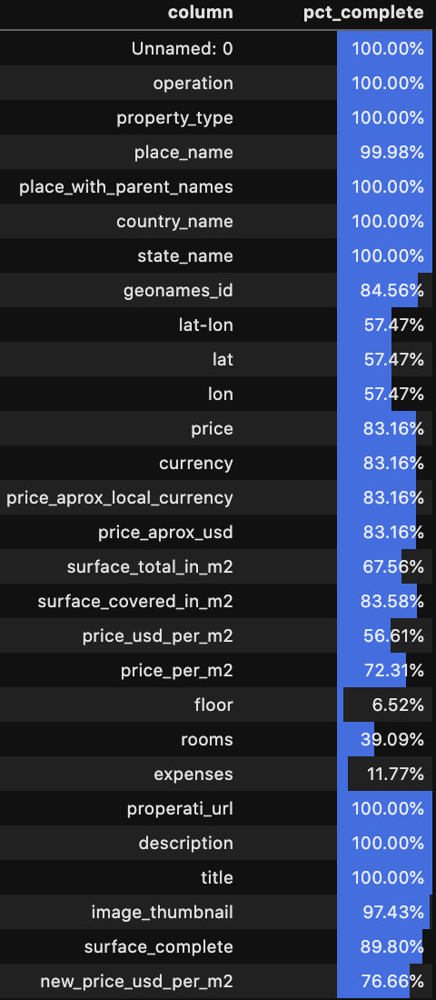 column pct_complete
Unnamed: 0 100.00%
operation 100.00%
property_type 100.00%
place_name 99.98%
place_with_parent_names 100.00%
country_name 100.00%
state_name 100.00%
geonames_id 84.56%
lat-lon 57.47%
lat 57.47%
lon 57.47%
price 83.16%
currency 83.16%
price_aprox_local_currency 83.16%
price_aprox_usd 83.16%
surface_total_in_m2 67.56%
surface_covered_in_m2 83.58%
price_usd_per_m2 56.61%
price_per_m2 72.31%
floor 6.52%
rooms 39.09%
expenses 11.77%
properati_url 100.00%
description 100.00%
title 100.00%
image_thumbnail 97.43%
surface_complete 89.80%
new_price_usd_per_m2 76.66%